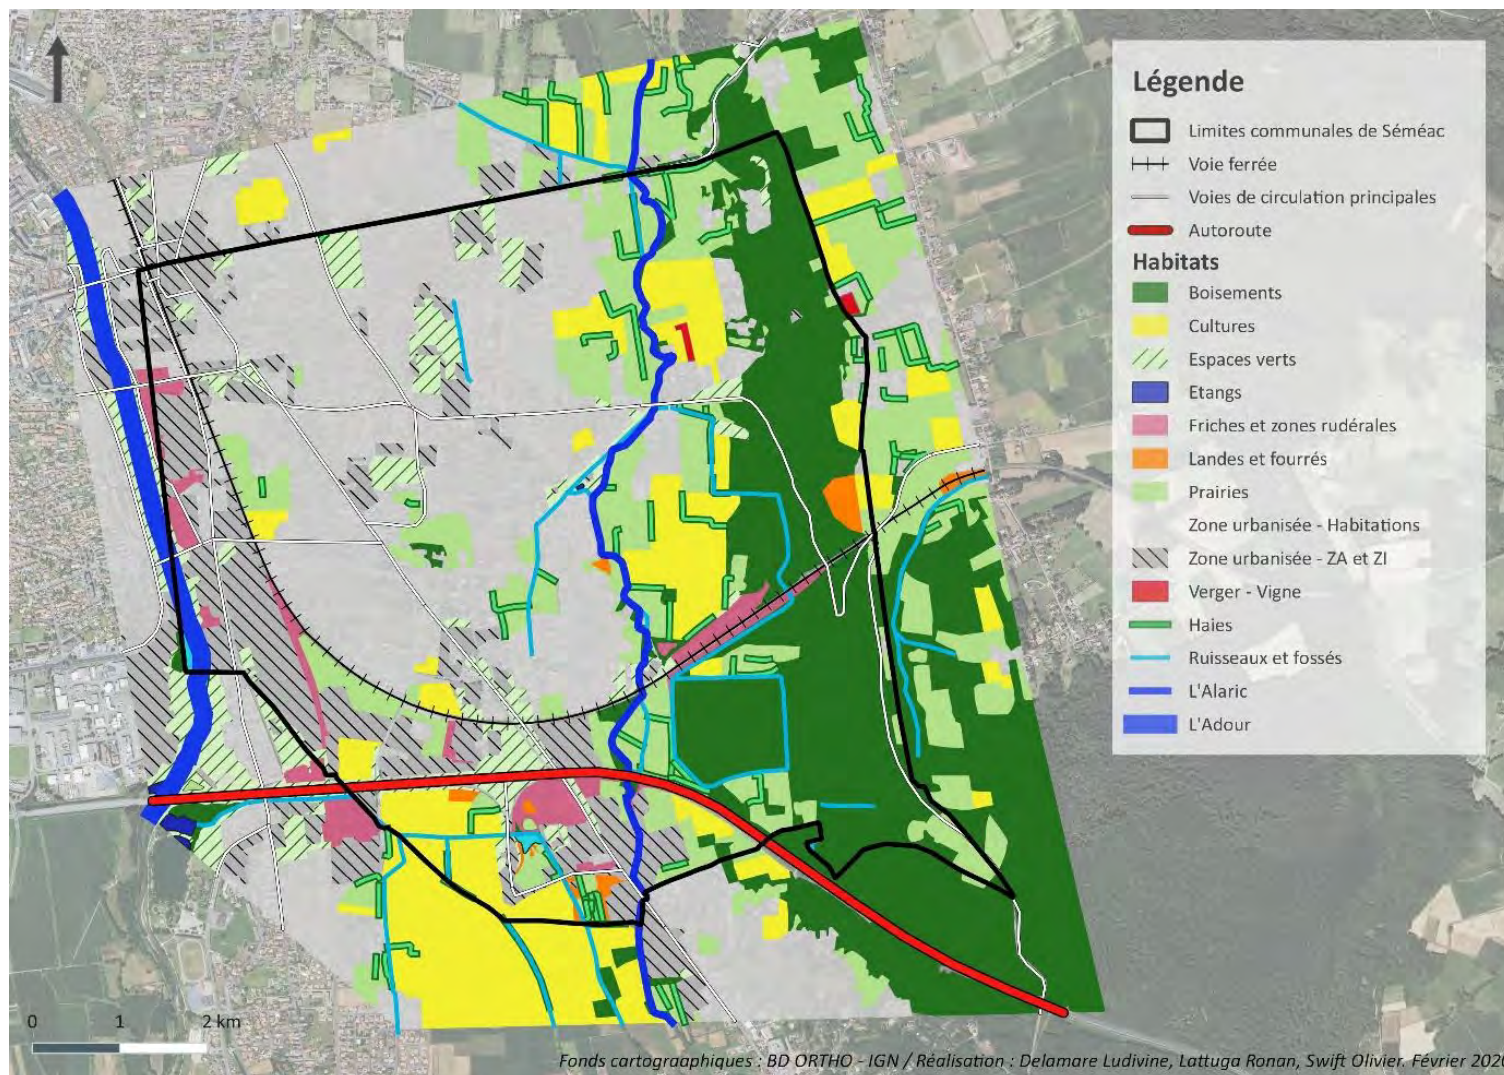 Légende
Limites communales de Séméac
Voie ferrée
Voies de circulation principales
Autoroute
Habitats
Boisements
Cultures
Espaces verts
Etangs
Friches et zones rudérales
Landes et fourrés
Prairies
Zone urbanisée - Habitations
Zone urbanisée - ZA et ZI
Verger - Vigne
Haies
Ruisseaux et fossés
L'Alaric
L'Adour
0 1 2 km
Fonds cartograaphiques : BD ORTHO - IGN / Réalisation : Delamare Ludivine, Lattuga Ronan, Swift Olivier. Février 2020